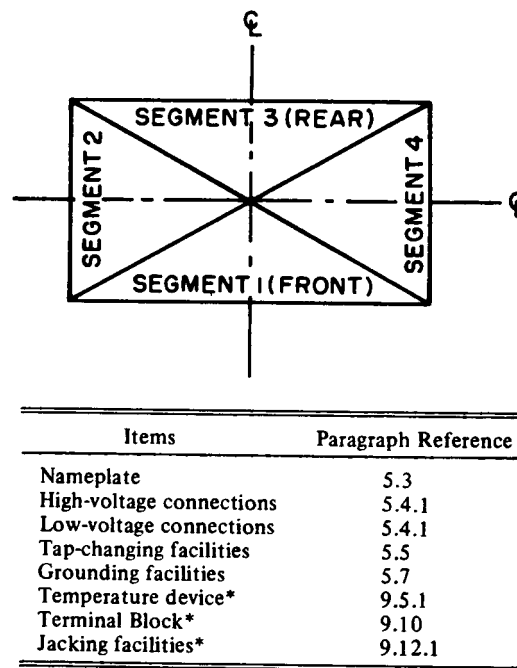 ℄
SEGMENT 3 (REAR)
SEGMENT 2
SEGMENT 4
℄
SEGMENT 1 (FRONT)
Items Paragraph Reference
Nameplate 5.3
High-voltage connections 5.4.1
Low-voltage connections 5.4.1
Tap-changing facilities 5.5
Grounding facilities 5.7
Temperature device* 9.5.1
Terminal Block* 9.10
Jacking facilities* 9.12.1